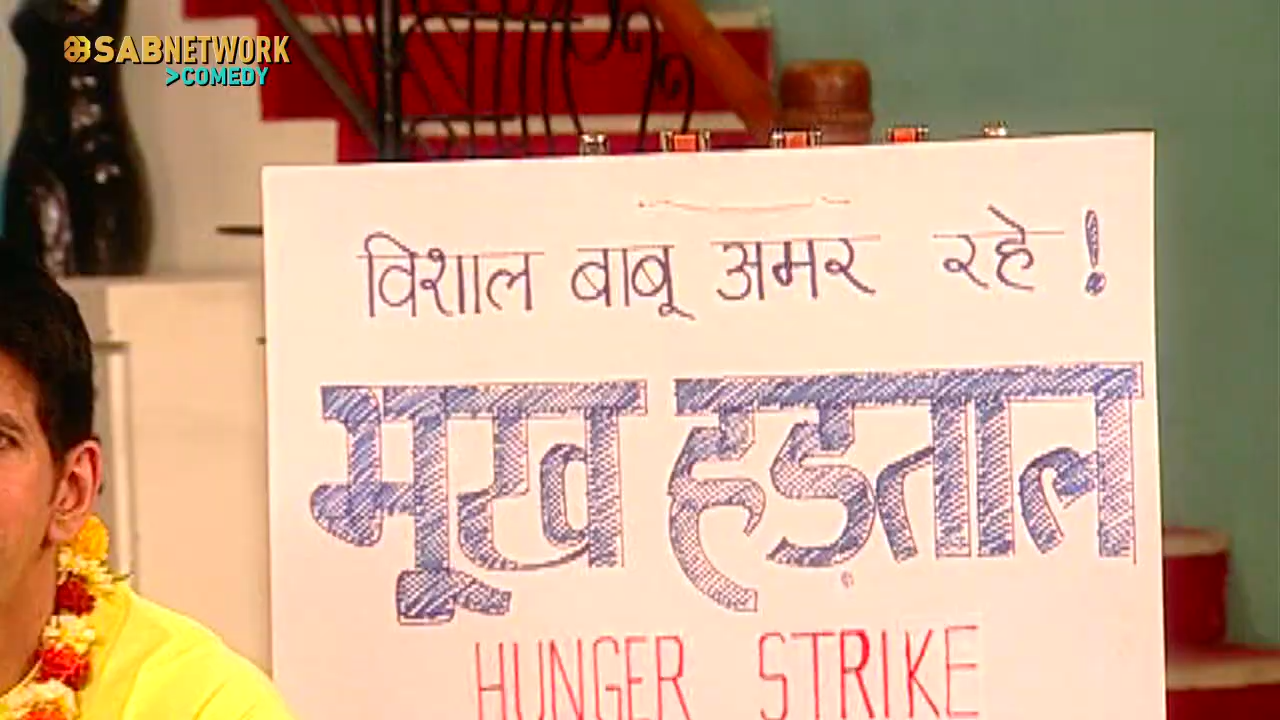 SABNETWORK
>COMEDY
विशाल बाबू अमर रहे !
भूख हड़ताल
HUNGER STRIKE